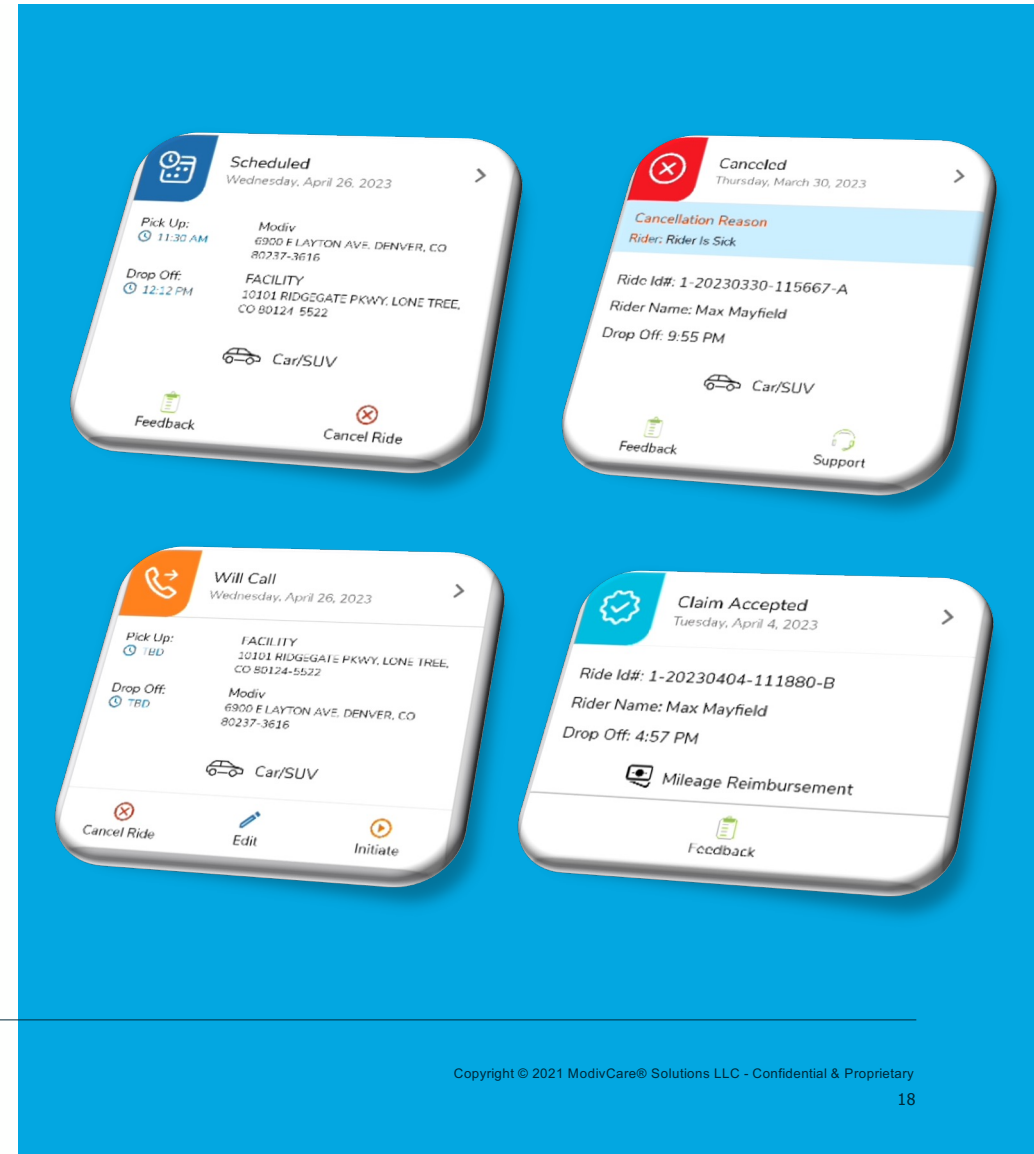 Scheduled
Wednesday, April 26, 2023
Pick Up:
11:30 AM
Modiv
6900 E LAYTON AVE, DENVER, CO
80237-3616
Drop Off:
12:12 PM
FACILITY
10101 RIDGEGATE PKWY, LONE TREE,
CO 80124-5522
Car/SUV
Feedback
Cancel Ride
Canceled
Thursday, March 30, 2023
Cancellation Reason
Rider: Rider Is Sick
Ride Id#: 1-20230330-115667-A
Rider Name: Max Mayfield
Drop Off: 9:55 PM
Car/SUV
Feedback
Support
Will Call
Wednesday, April 26, 2023
Pick Up:
TBD
FACILITY
10101 RIDGEGATE PKWY, LONE TREE,
CO 80124-5522
Drop Off:
TBD
Modiv
6900 E LAYTON AVE, DENVER, CO
80237-3616
Car/SUV
Cancel Ride
Edit
Initiate
Claim Accepted
Tuesday, April 4, 2023
Ride Id#: 1-20230404-111880-B
Rider Name: Max Mayfield
Drop Off: 4:57 PM
Mileage Reimbursement
Feedback
Copyright © 2021 ModivCare® Solutions LLC - Confidential & Proprietary
18